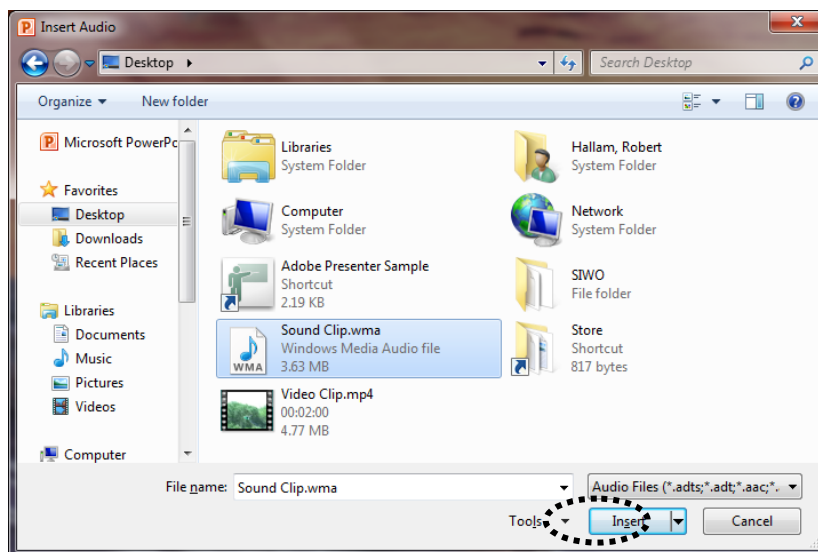 Insert Audio
Desktop
Search Desktop
Organize
New folder
Microsoft PowerPc
Favorites
Desktop
Downloads
Recent Places
Libraries
Documents
Music
Pictures
Videos
Computer
Libraries
System Folder
Hallam, Robert
System Folder
Computer
System Folder
Network
System Folder
Adobe Presenter Sample
Shortcut
2.19 KB
SIWO
File folder
WMA
Sound Clip.wma
Windows Media Audio file
3.63 MB
Store
Shortcut
817 bytes
Video Clip.mp4
00:02:00
4.77 MB
File name: Sound Clip.wma
Audio Files (*.adts;*.adt;*.aac;*.
Tools Insert Cancel